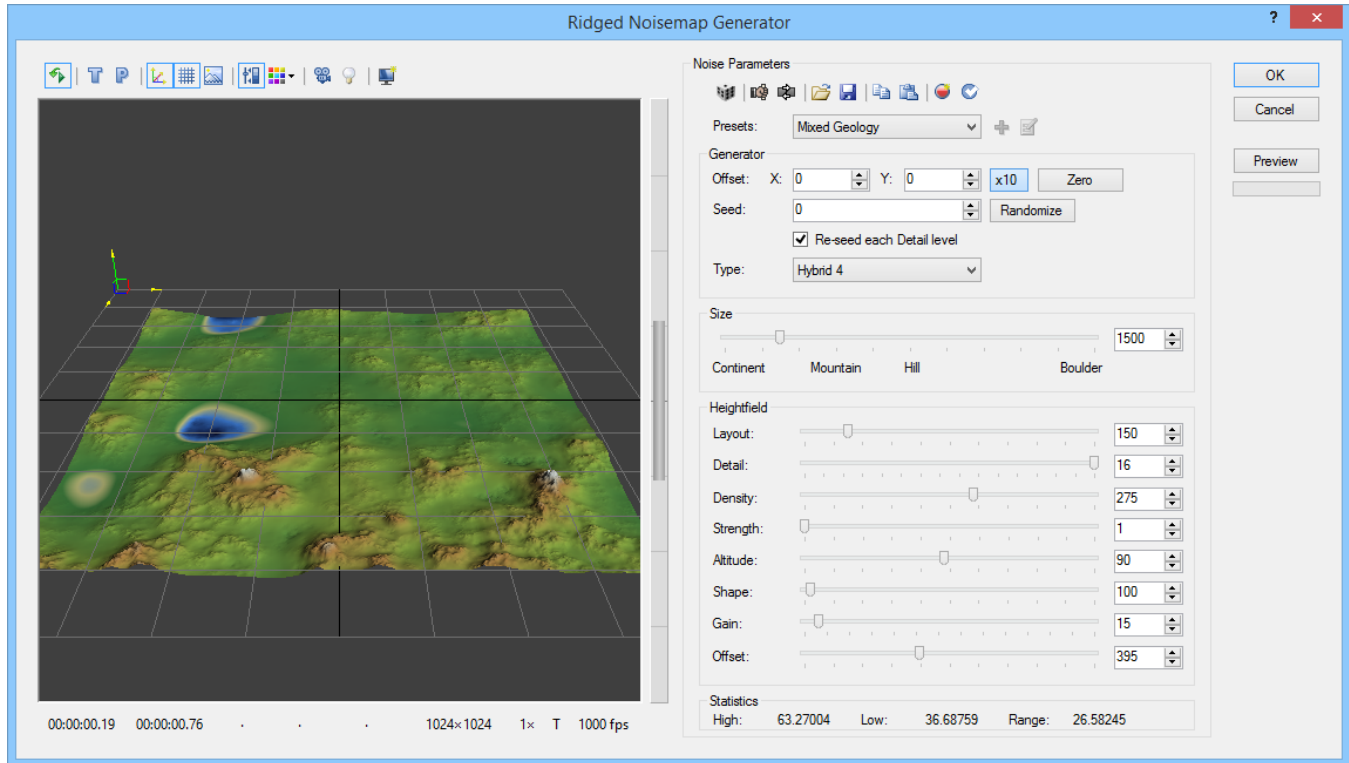 Ridged Noisemap Generator
?
T P
Noise Parameters
OK
Cancel
Preview
Presets: Mixed Geology
Generator
Offset: X: 0 Y: 0 x10 Zero
Seed: 0 Randomize
Re-seed each Detail level
Type: Hybrid 4
Size
1500
Continent Mountain Hill Boulder
Heightfield
Layout: 150
Detail: 16
Density: 275
Strength: 1
Altitude: 90
Shape: 100
Gain: 15
Offset: 395
Statistics
High: 63.27004 Low: 36.68759 Range: 26.58245
00:00:00.19 00:00:00.76 . . . 1024×1024 1× T 1000 fps